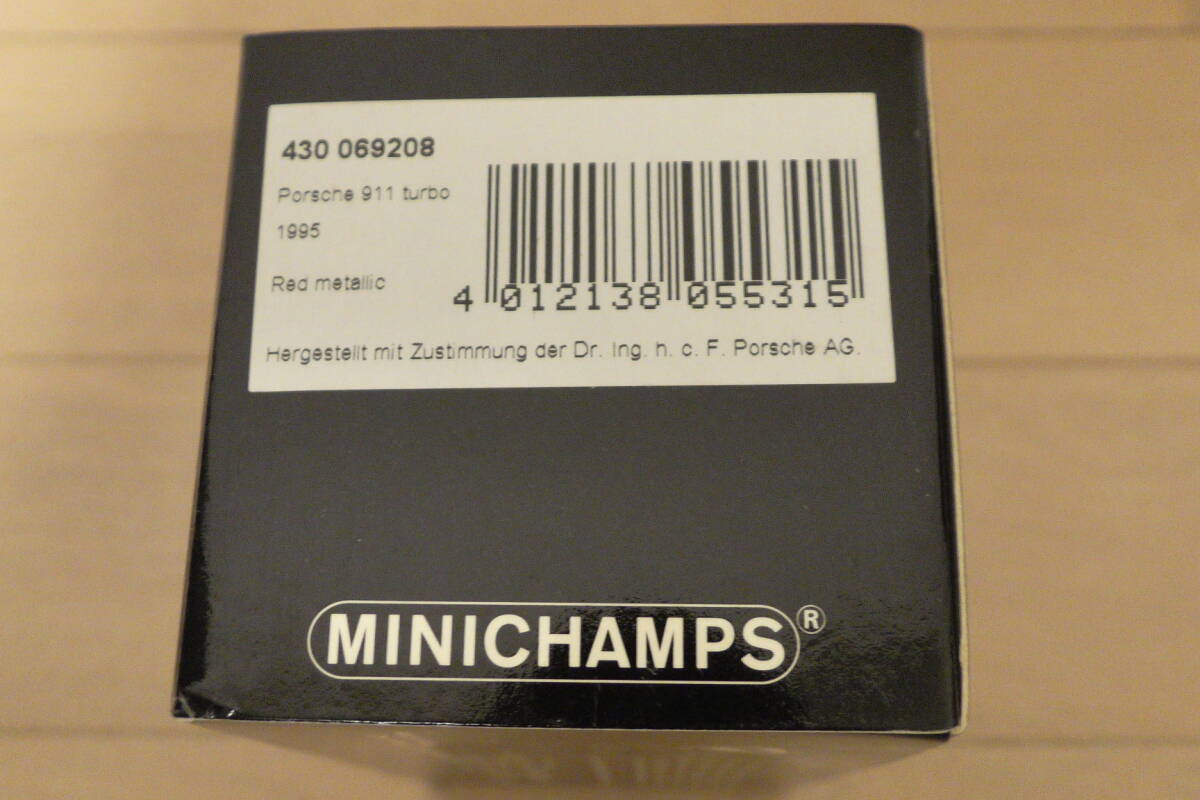 430 069208
Porsche 911 turbo
1995
Red metallic
4 012138 055315
Hergestellt mit Zustimmung der Dr. Ing. h. c. F. Porsche AG.
MINICHAMPS®